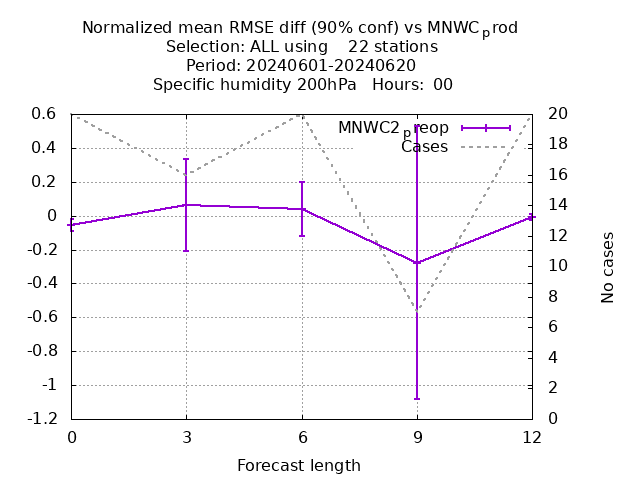 Normalized mean RMSE diff (90% conf) vs MNWC_prod
Selection: ALL using    22 stations
Period: 20240601-20240620
Specific humidity 200hPa   Hours:  00
0.6
0.4
0.2
0
-0.2
-0.4
-0.6
-0.8
-1
-1.2
MNWC2_preop
Cases
20
18
16
14
12
10
8
6
4
2
0
No cases
0 3 6 9 12
Forecast length